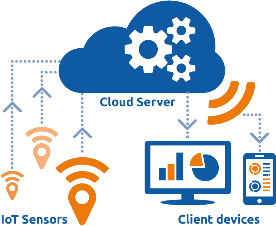 Cloud Server
IoT Sensors
Client devices